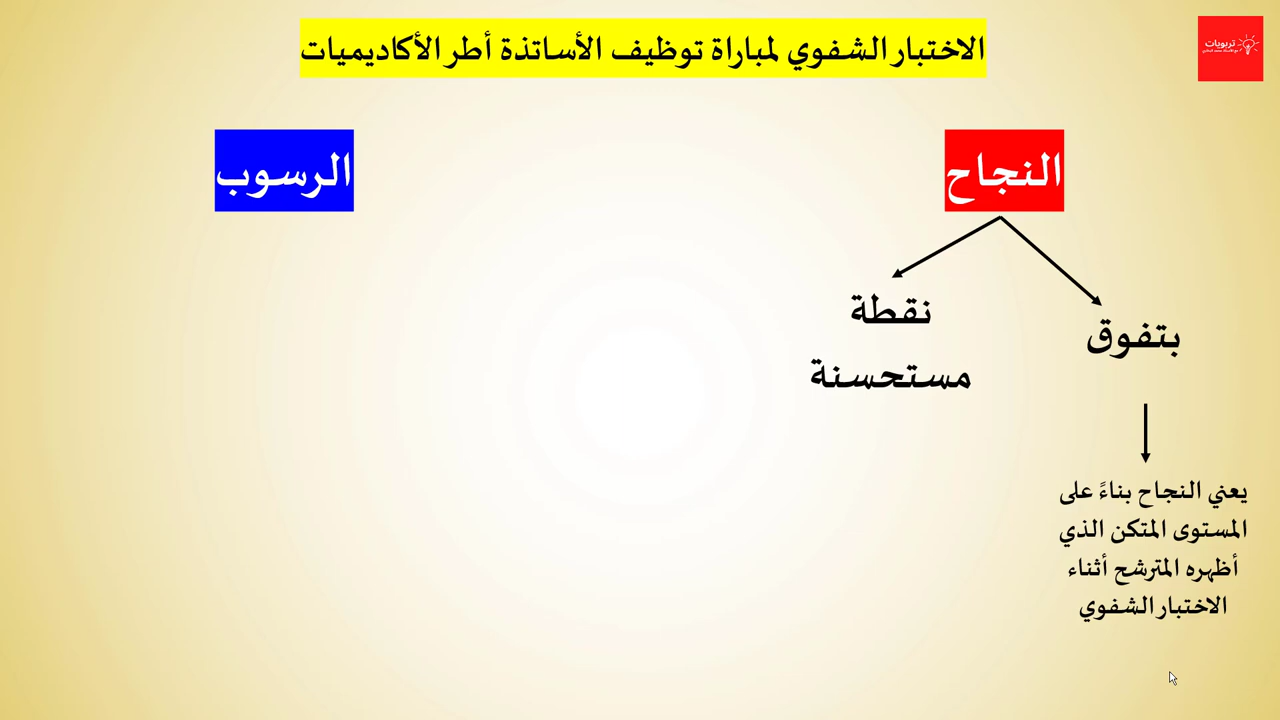 الاختبار الشفوي لمباراة توظيف الأساتذة أطر الأكاديميات
تربويات
النجاح
الرسوب
بتفوق
نقطة
مستحسنة
يعني النجاح بناءً على
المستوى المتكن الذي
أظهره المترشح أثناء
الاختبار الشفوي